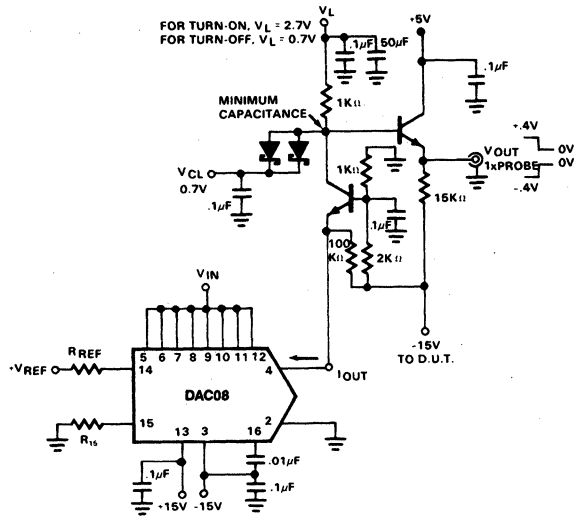 FOR TURN-ON, VL = 2.7V
FOR TURN-OFF, VL = 0.7V
VL
+5V
.1µF
50µF
.1µF
1KΩ
MINIMUM
CAPACITANCE
+.4V
0V
VOUT
1xPROBE
0V
-.4V
VCL
0.7V
.1µF
1KΩ
15KΩ
.1µF
100
KΩ
2KΩ
VIN
-15V
TO D.U.T.
RREF
+VREF
5 6 7 8 9 10 11 12
14
4
IOUT
DAC08
15
2
R15
13 3 16
.01µF
.1µF
.1µF
+15V -15V